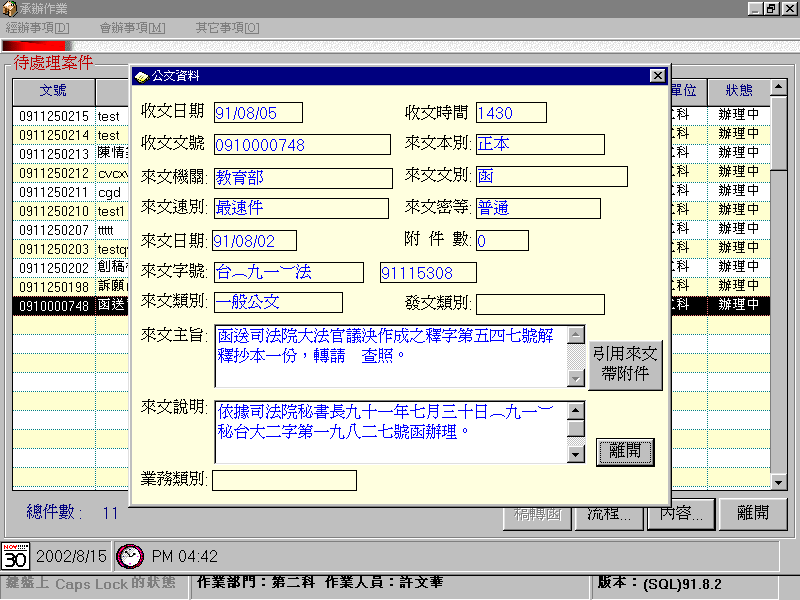 承辦作業
經辦事項[D] 會辦事項[M] 其它事項[O]
待處理案件
文號 單位 狀態
0911250215 test 科 辦理中
0911250214 test 科 辦理中
0911250213 陳情 科 辦理中
0911250212 cvcx 科 辦理中
0911250211 cgd 科 辦理中
0911250210 test1 科 辦理中
0911250207 ttttt 科 辦理中
0911250203 testq 科 辦理中
0911250202 創稿 科 辦理中
0911250198 訴願 科 辦理中
0910000748 函送 科 辦理中
公文資料
收文日期 91/08/05 收文時間 1430
收文文號 0910000748 來文本別: 正本
來文機關: 教育部 來文文別: 函
來文速別: 最速件 來文密等: 普通
來文日期: 91/08/02 附 件 數: 0
來文字號: 台︵九一︶法 91115308
來文類別: 一般公文 發文類別:
來文主旨: 函送司法院大法官議決作成之釋字第五四七號解
釋抄本一份，轉請　查照。
引用來文
帶附件
來文說明: 依據司法院秘書長九十一年七月三十日︵九一︶
秘台大二字第一九八二七號函辦理。
離開
業務類別:
總件數： 11
稿轉函 流程... 內容... 離開
NOV!!!!
30 2002/8/15 PM 04:42
鍵盤上 Caps Lock 的狀態 作業部門：第二科 作業人員：許文華 版本：(SQL)91.8.2